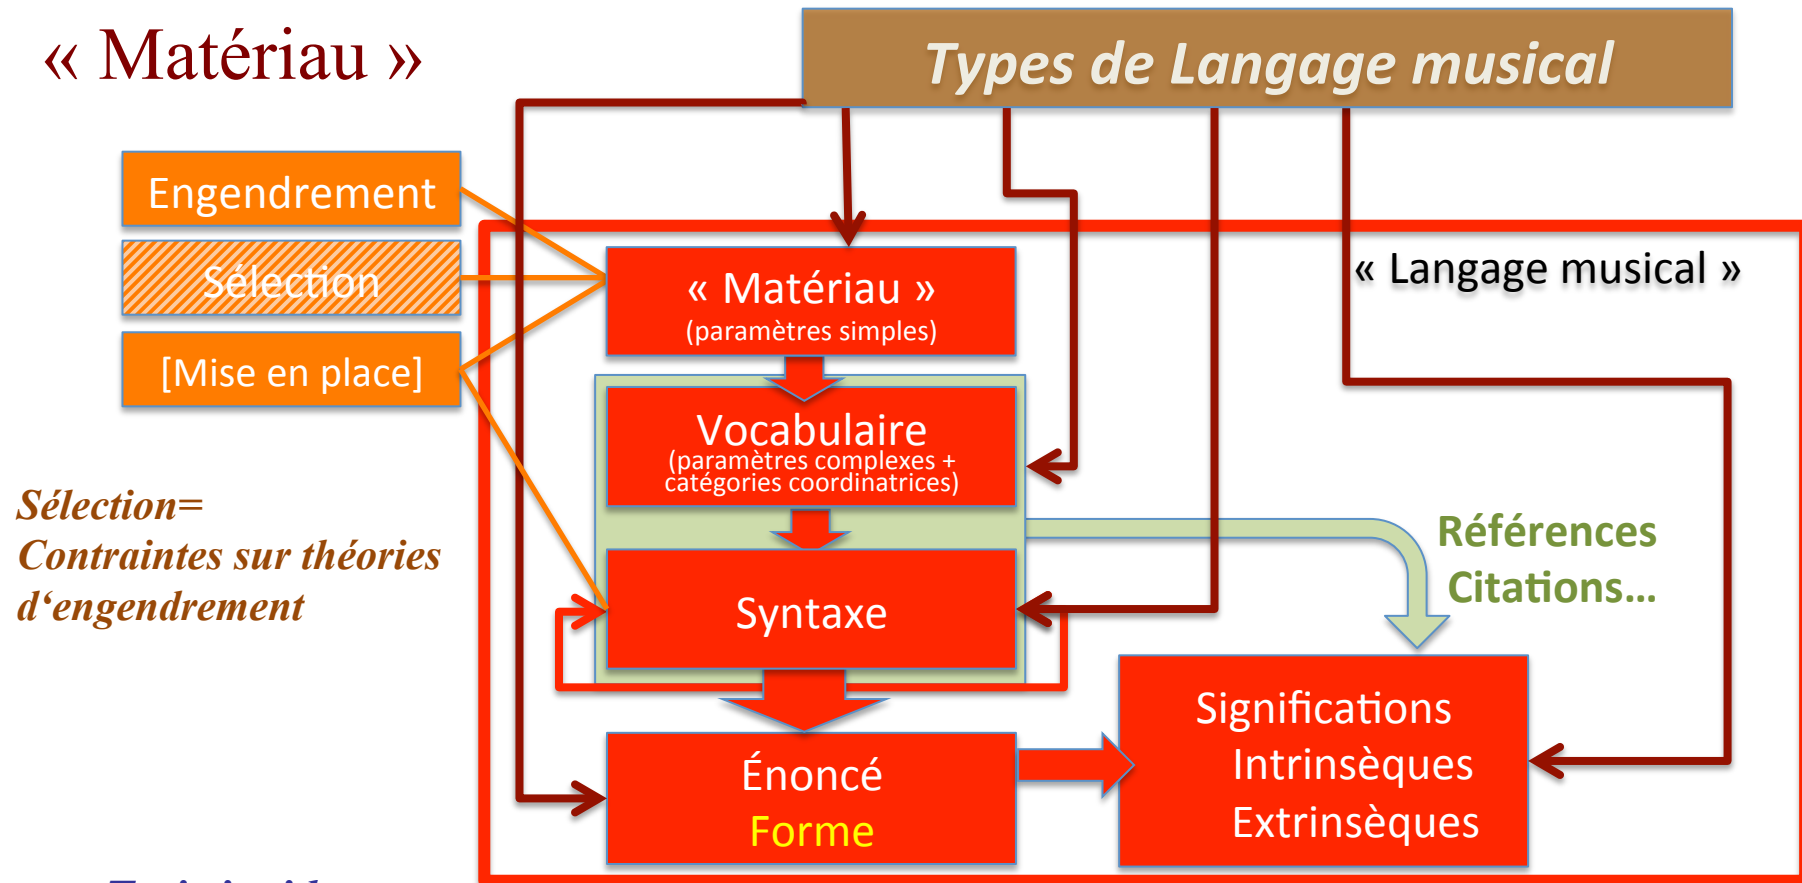 « Matériau »
Types de Langage musical
Engendrement
Sélection
[Mise en place]
« Langage musical »
« Matériau »
(paramètres simples)
Vocabulaire
(paramètres complexes +
catégories coordinatrices)
Sélection=
Contraintes sur théories
d‘engendrement
Références
Citations...
Syntaxe
Significations
Intrinsèques
Extrinsèques
Énoncé
Forme